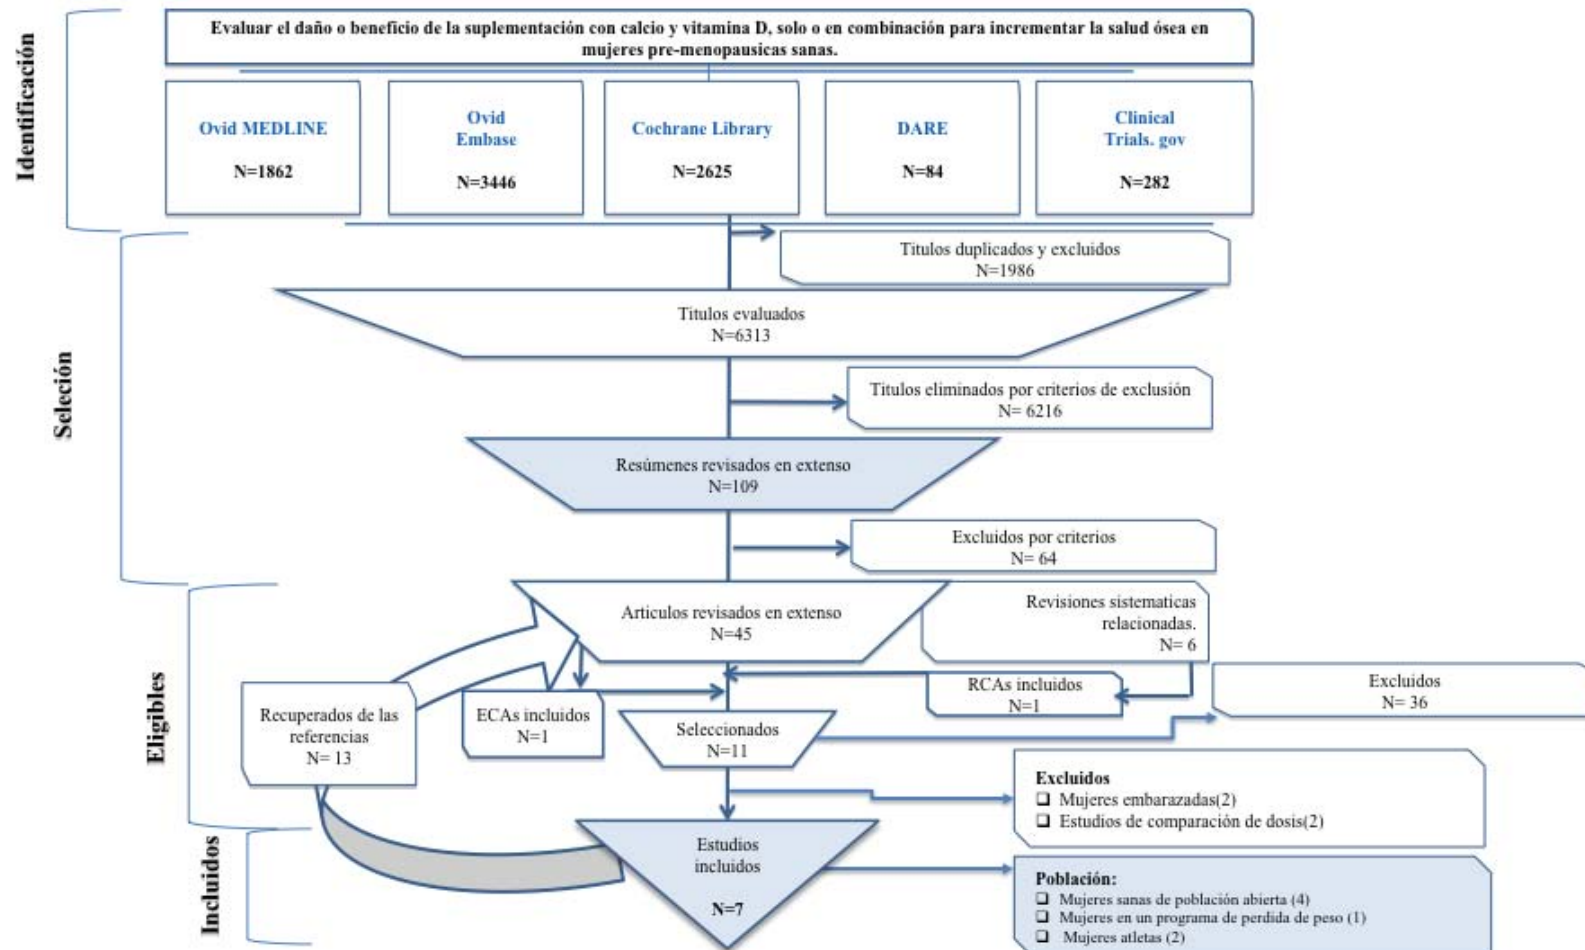 Identificación
Evaluar el daño o beneficio de la suplementación con calcio y vitamina D, solo o en combinación para incrementar la salud ósea en
mujeres pre-menopausicas sanas.
Ovid MEDLINE
N=1862
Ovid
Embase
N=3446
Cochrane Library
N=2625
DARE
N=84
Clinical
Trials. gov
N=282
Seleción
Titulos duplicados y excluidos
N=1986
Titulos evaluados
N=6313
Titulos eliminados por criterios de exclusión
N= 6216
Resúmenes revisados en extenso
N=109
Excluidos por criterios
N= 64
Eligibles
Articulos revisados en extenso
N=45
Revisiones sistematicas
relacionadas.
N= 6
Recuperados de las
referencias
N= 13
ECAs incluidos
N=1
RCAs incluidos
N=1
Seleccionados
N=11
Excluidos
N= 36
Excluidos
❑ Mujeres embarazadas(2)
❑ Estudios de comparación de dosis(2)
Incluidos
Estudios
incluidos
N=7
Población:
❑ Mujeres sanas de población abierta (4)
❑ Mujeres en un programa de perdida de peso (1)
❑ Mujeres atletas (2)